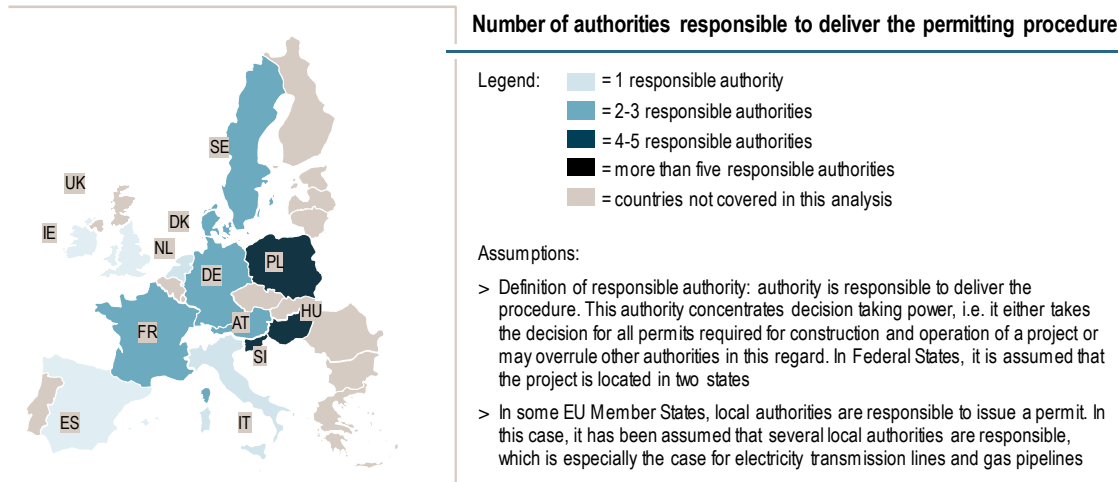 Number of authorities responsible to deliver the permitting procedure
Legend:
= 1 responsible authority
= 2-3 responsible authorities
= 4-5 responsible authorities
= more than five responsible authorities
= countries not covered in this analysis
SE
UK
DK
IE
NL
DE
PL
HU
AT
FR
SI
ES
IT
Assumptions:
> Definition of responsible authority: authority is responsible to deliver the
procedure. This authority concentrates decision taking power, i.e. it either takes
the decision for all permits required for construction and operation of a project or
may overrule other authorities in this regard. In Federal States, it is assumed that
the project is located in two states
> In some EU Member States, local authorities are responsible to issue a permit. In
this case, it has been assumed that several local authorities are responsible,
which is especially the case for electricity transmission lines and gas pipelines